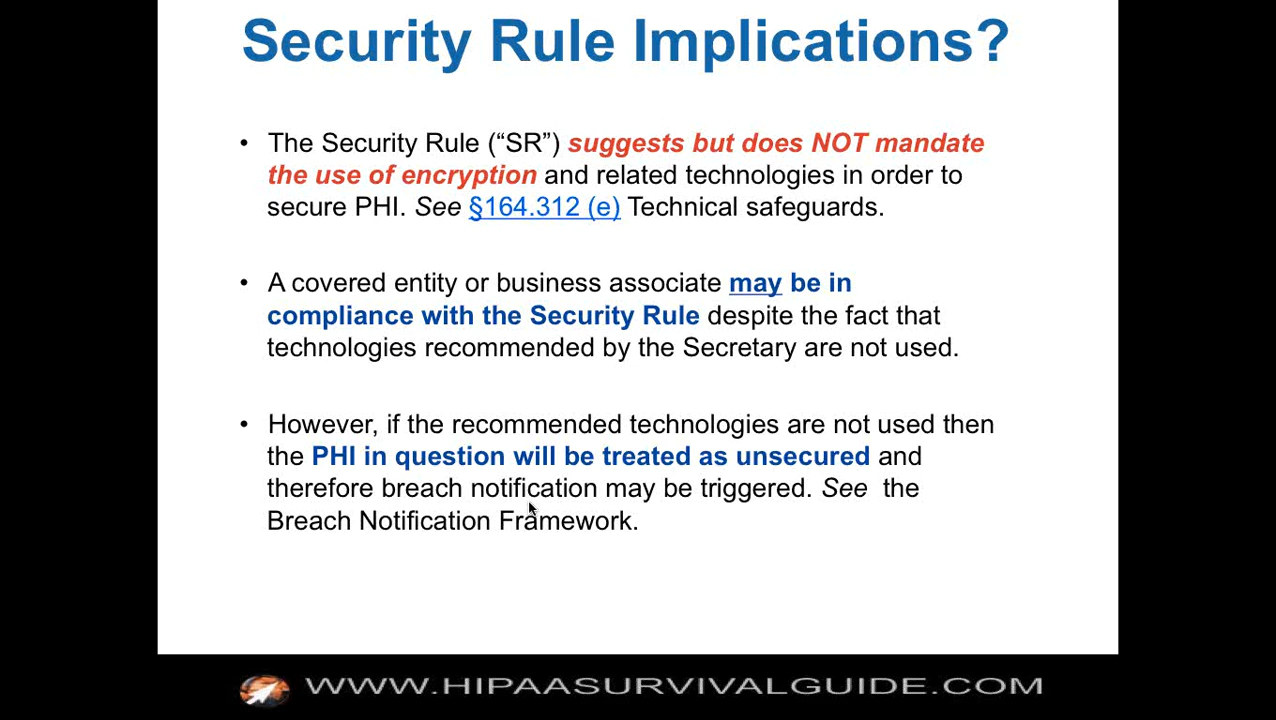 Security Rule Implications?
• The Security Rule (“SR”) suggests but does NOT mandate
the use of encryption and related technologies in order to
secure PHI. See §164.312 (e) Technical safeguards.
• A covered entity or business associate may be in
compliance with the Security Rule despite the fact that
technologies recommended by the Secretary are not used.
• However, if the recommended technologies are not used then
the PHI in question will be treated as unsecured and
therefore breach notification may be triggered. See the
Breach Notification Framework.
WWW.HIPAASURVIVALGUIDE.COM